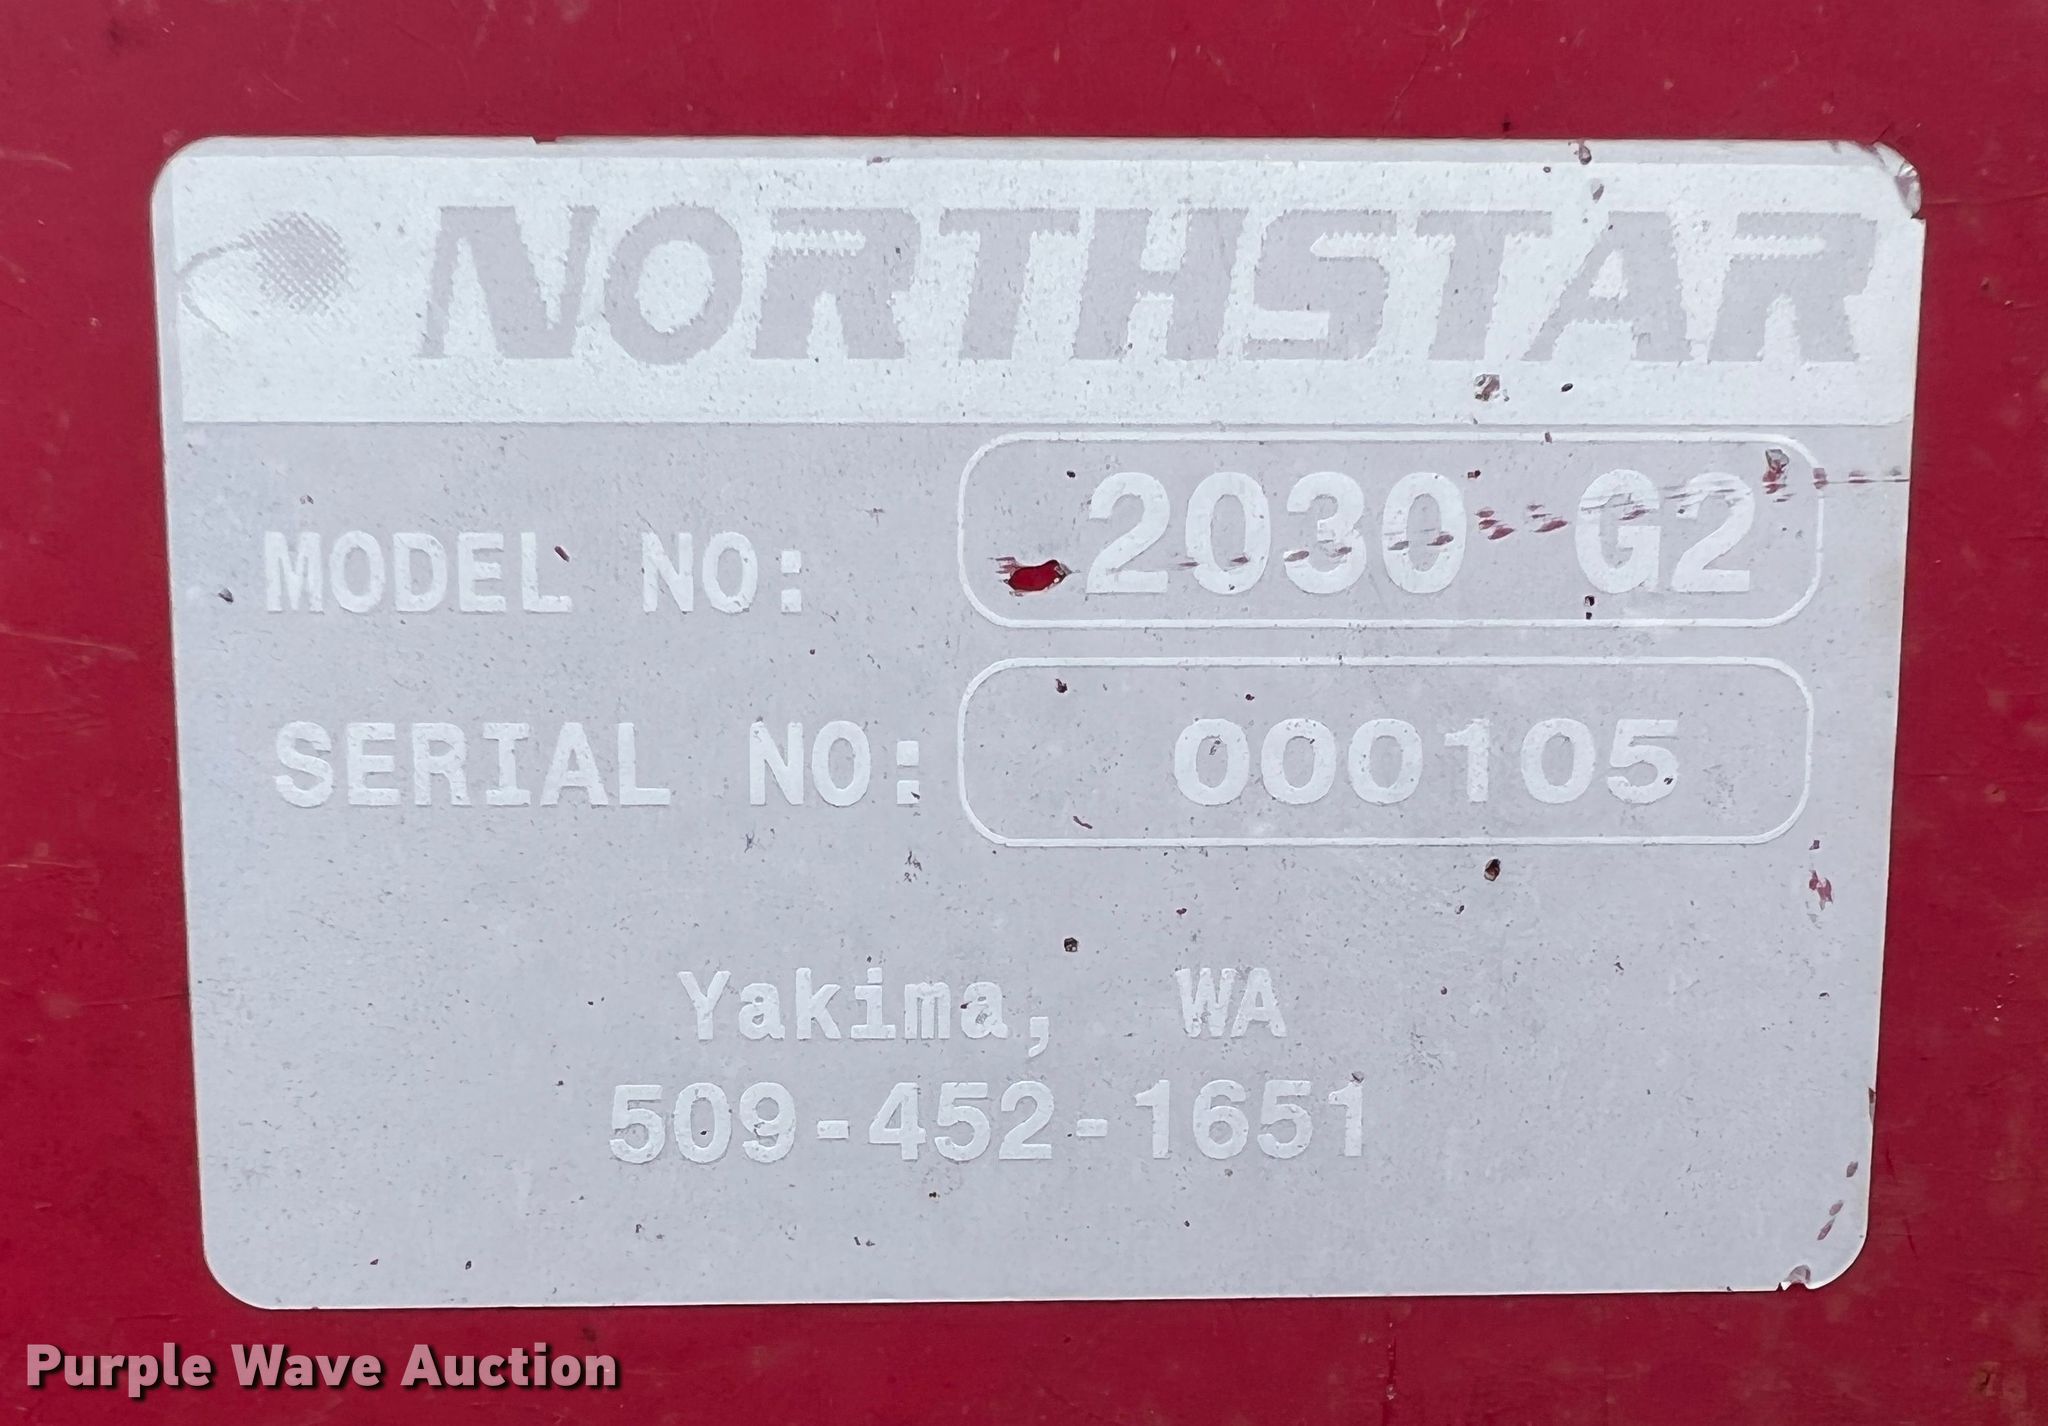 NORTHSTAR
MODEL NO: 2030 G2
SERIAL NO: 000105
Yakima, WA
509-452-1651
Purple Wave Auction